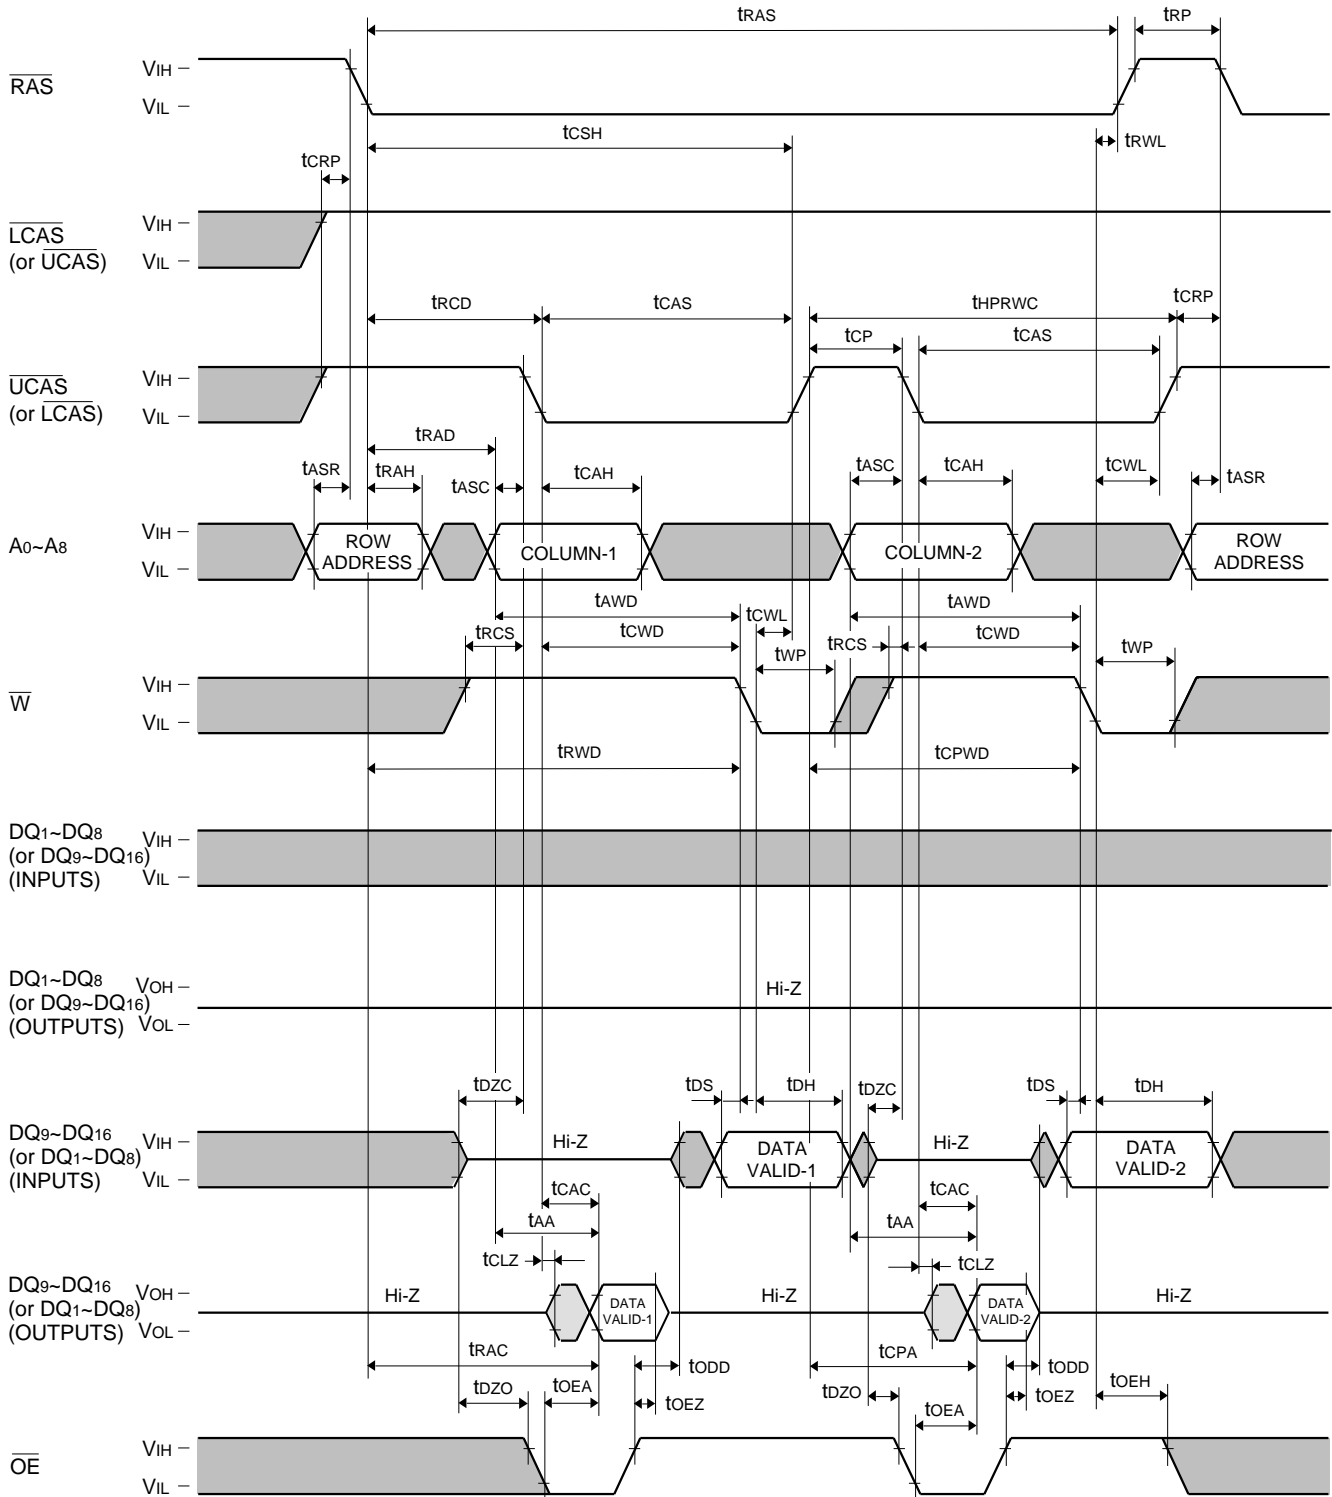 tRAS
tRP
RAS
VIH
VIL
tCSH
tRWL
tCRP
LCAS
(or UCAS)
VIH
VIL
tRCD
tCAS
tHPRWC
tCRP
tCP
tCAS
UCAS
(or LCAS)
VIH
VIL
tRAD
tASR
tRAH
tASC
tCAH
tASC
tCAH
tCWL
tASR
A0~A8
VIH
VIL
ROW
ADDRESS
COLUMN-1
COLUMN-2
ROW
ADDRESS
tAWD
tCWL
tAWD
tRCS
tCWD
tWP
tRCS
tCWD
tWP
W
VIH
VIL
tRWD
tCPWD
DQ1~DQ8
(or DQ9~DQ16)
(INPUTS)
VIH
VIL
DQ1~DQ8
(or DQ9~DQ16)
(OUTPUTS)
VOH
VOL
Hi-Z
tDZC
tDS
tDH
tDZC
tDS
tDH
DQ9~DQ16
(or DQ1~DQ8)
(INPUTS)
VIH
VIL
Hi-Z
DATA
VALID-1
Hi-Z
DATA
VALID-2
tCAC
tCAC
tAA
tAA
tCLZ
tCLZ
DQ9~DQ16
(or DQ1~DQ8)
(OUTPUTS)
VOH
VOL
Hi-Z
DATA
VALID-1
Hi-Z
DATA
VALID-2
Hi-Z
tRAC
tODD
tCPA
tODD
tDZO
tOEA
tOEZ
tDZO
tOEA
tOEZ
tOEH
OE
VIH
VIL